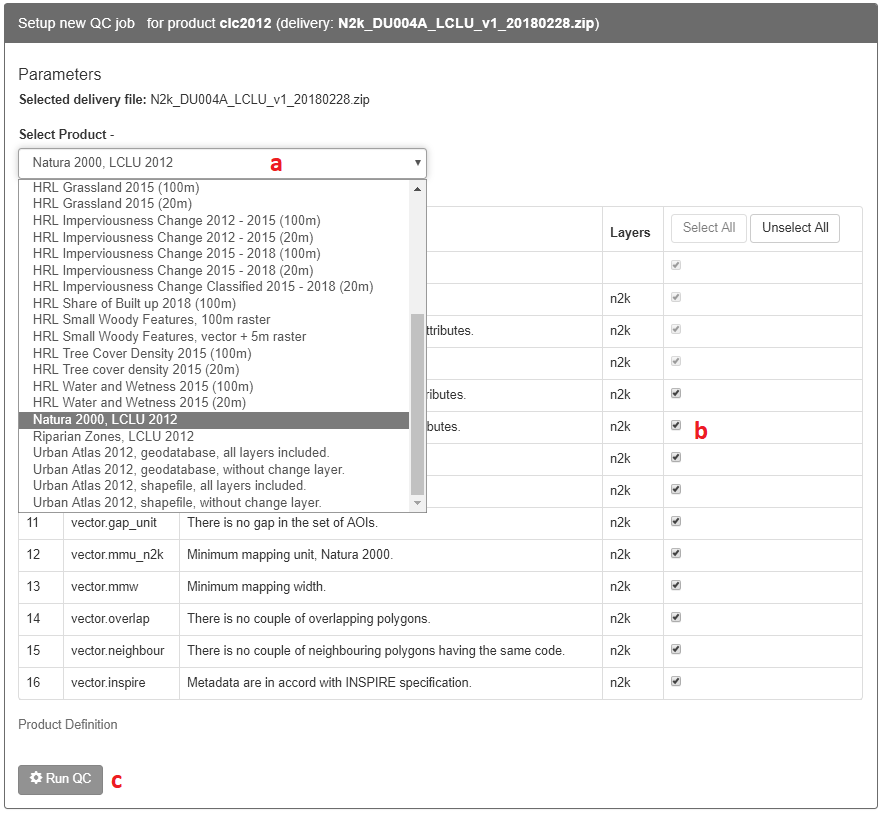 Setup new QC job for product clc2012 (delivery: N2k_DU004A_LCLU_v1_20180228.zip)
Parameters
Selected delivery file: N2k_DU004A_LCLU_v1_20180228.zip
Select Product -
Natura 2000, LCLU 2012 a
HRL Grassland 2015 (100m)
HRL Grassland 2015 (20m)
HRL Imperviousness Change 2012 - 2015 (100m)
HRL Imperviousness Change 2012 - 2015 (20m)
HRL Imperviousness Change 2015 - 2018 (100m)
HRL Imperviousness Change 2015 - 2018 (20m)
HRL Imperviousness Change Classified 2015 - 2018 (20m)
HRL Share of Built up 2018 (100m)
HRL Small Woody Features, 100m raster
HRL Small Woody Features, vector + 5m raster
HRL Tree Cover Density 2015 (100m)
HRL Tree cover density 2015 (20m)
HRL Water and Wetness 2015 (100m)
HRL Water and Wetness 2015 (20m)
Natura 2000, LCLU 2012
Riparian Zones, LCLU 2012
Urban Atlas 2012, geodatabase, all layers included.
Urban Atlas 2012, geodatabase, without change layer.
Urban Atlas 2012, shapefile, all layers included.
Urban Atlas 2012, shapefile, without change layer.
Layers Select All Unselect All
n2k
ttributes. n2k
n2k
ributes. n2k
butes. n2k b
n2k
n2k
11 vector.gap_unit There is no gap in the set of AOIs. n2k
12 vector.mmu_n2k Minimum mapping unit, Natura 2000. n2k
13 vector.mmw Minimum mapping width. n2k
14 vector.overlap There is no couple of overlapping polygons. n2k
15 vector.neighbour There is no couple of neighbouring polygons having the same code. n2k
16 vector.inspire Metadata are in accord with INSPIRE specification. n2k
Product Definition
Run QC c